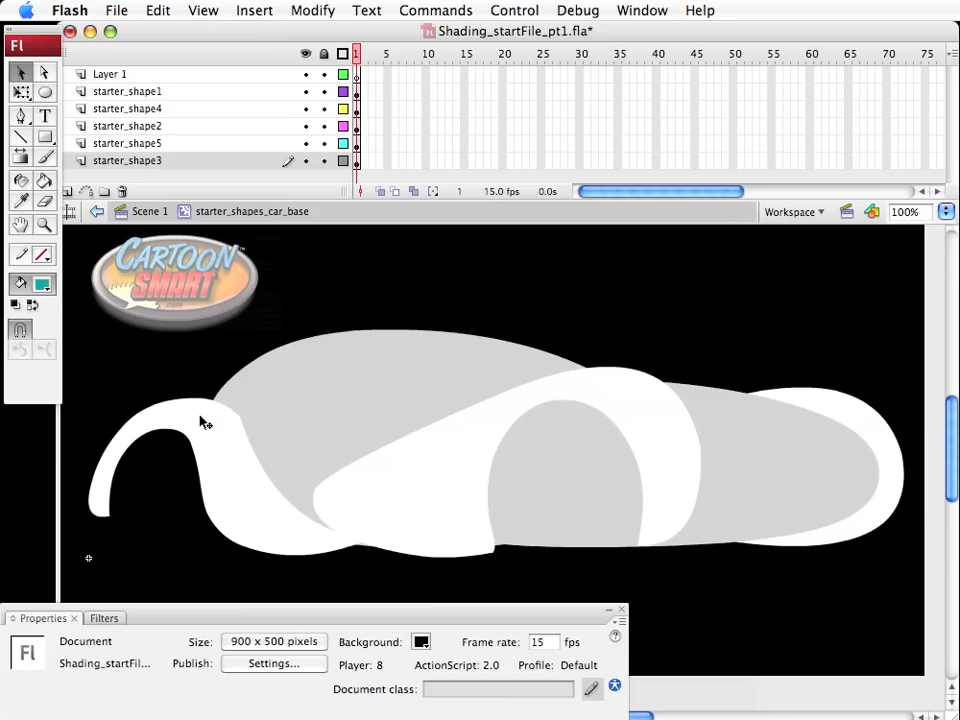 Flash File Edit View Insert Modify Text Commands Control Debug Window Help
Shading_startFile_pt1.fla*
Fl
1 5 10 15 20 25 30 35 40 45 50 55 60 65 70 75
Layer 1
starter_shape1
starter_shape4
starter_shape2
starter_shape5
starter_shape3
1 15.0 fps 0.0s
Scene 1 starter_shapes_car_base Workspace 100%
CARTOON
SMART
.com
Properties Filters
Fl
Document Size: 900 x 500 pixels Background: Frame rate: 15 fps
Shading_startFil... Publish: Settings... Player: 8 ActionScript: 2.0 Profile: Default
Document class: